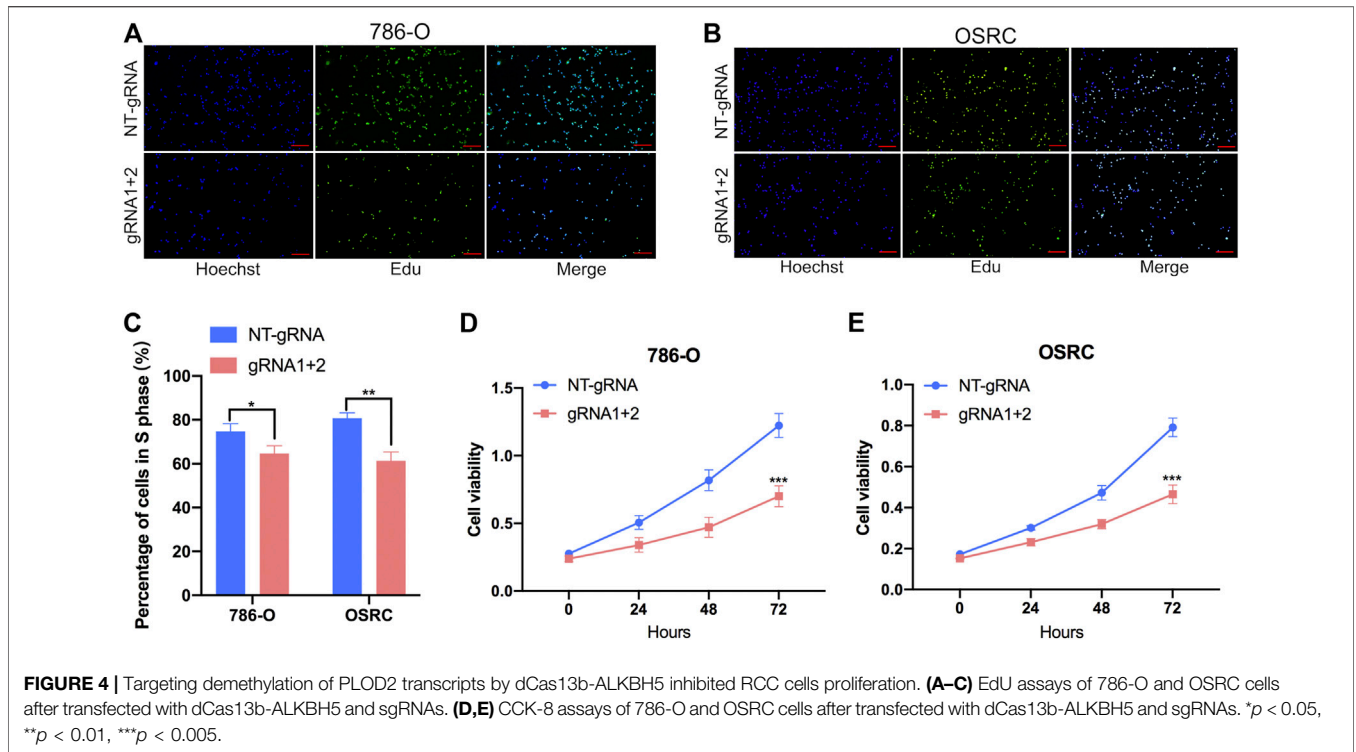 A
786-O
NT-gRNA
gRNA1+2
Hoechst
Edu
Merge
B
OSRC
NT-gRNA
gRNA1+2
Hoechst
Edu
Merge
C
NT-gRNA
gRNA1+2
Percentage of cells in S phase (%)
100
80
60
40
20
0
*
**
786-O
OSRC
D
786-O
NT-gRNA
gRNA1+2
Cell viability
1.5
1.0
0.5
0.0
***
0 24 48 72
Hours
E
OSRC
NT-gRNA
gRNA1+2
Cell viability
1.0
0.8
0.6
0.4
0.2
0.0
***
0 24 48 72
Hours
FIGURE 4 | Targeting demethylation of PLOD2 transcripts by dCas13b-ALKBH5 inhibited RCC cells proliferation. (A–C) EdU assays of 786-O and OSRC cells
after transfected with dCas13b-ALKBH5 and sgRNAs. (D,E) CCK-8 assays of 786-O and OSRC cells after transfected with dCas13b-ALKBH5 and sgRNAs. *p < 0.05,
**p < 0.01, ***p < 0.005.